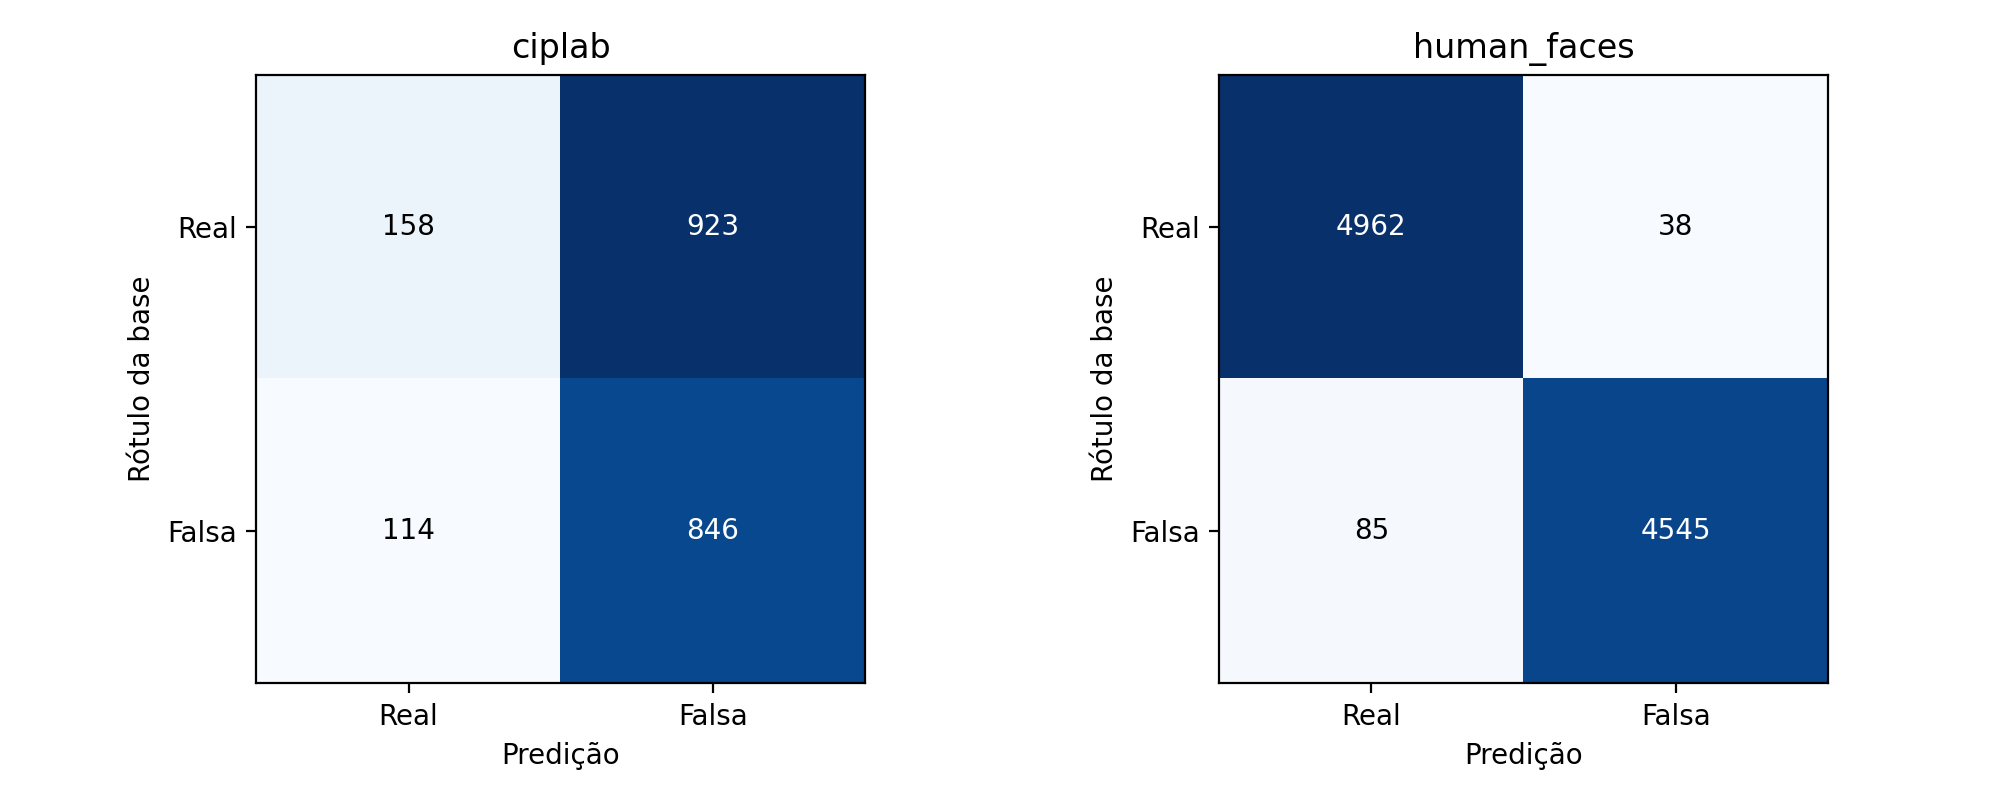 ciplab
Rótulo da base
Real
158
923
Falsa
114
846
Real
Falsa
Predição
human_faces
Rótulo da base
Real
4962
38
Falsa
85
4545
Real
Falsa
Predição